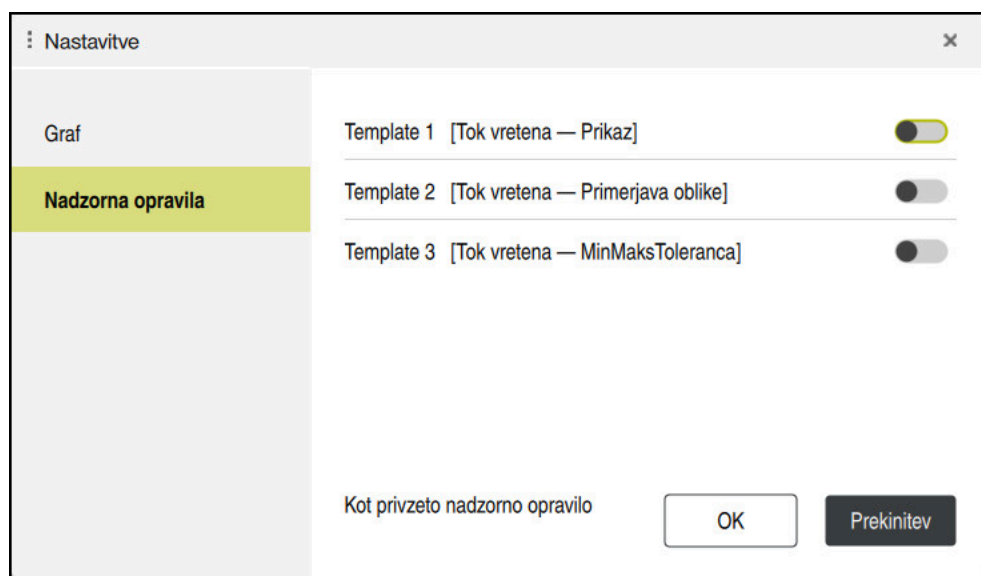 Nastavitve
Graf
Nadzorna opravila
Template 1 [Tok vretena — Prikaz]
Template 2 [Tok vretena — Primerjava oblike]
Template 3 [Tok vretena — MinMaksToleranca]
Kot privzeto nadzorno opravilo
OK
Prekinitev